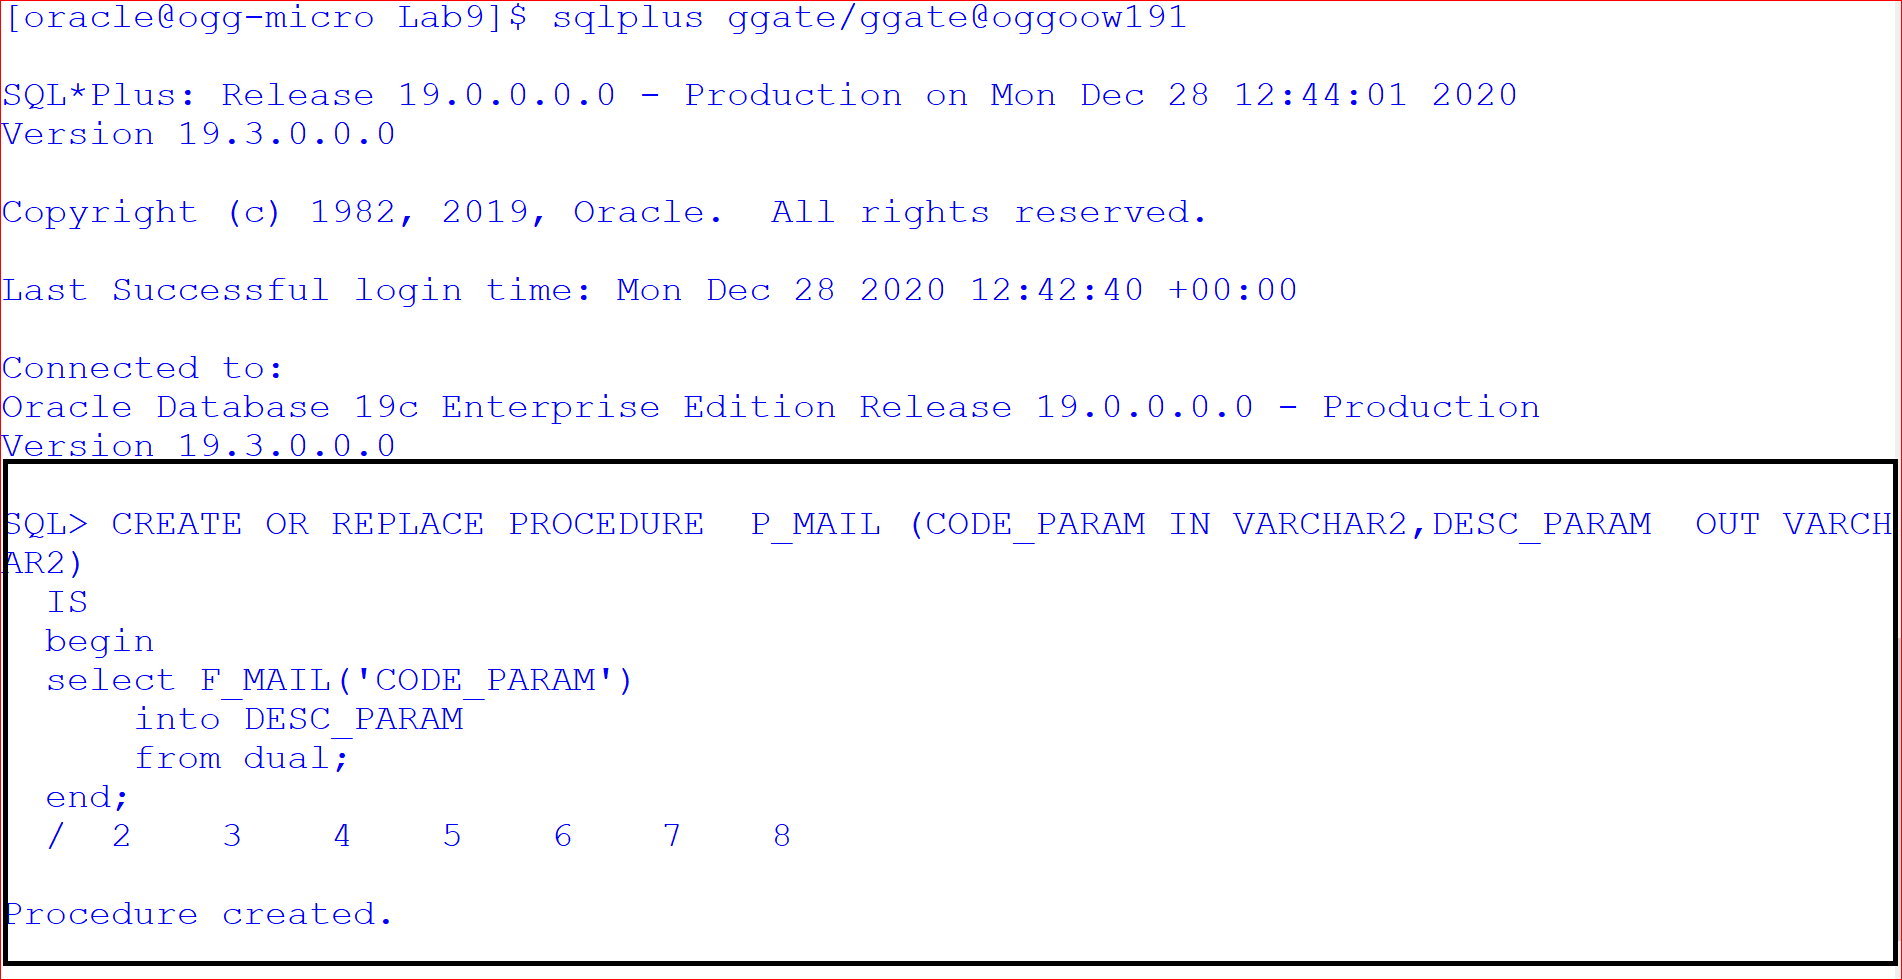 [oracle@ogg-micro Lab9]$ sqlplus ggate/ggate@oggoow191
SQL*Plus: Release 19.0.0.0.0 - Production on Mon Dec 28 12:44:01 2020
Version 19.3.0.0.0
Copyright (c) 1982, 2019, Oracle.  All rights reserved.
Last Successful login time: Mon Dec 28 2020 12:42:40 +00:00
Connected to:
Oracle Database 19c Enterprise Edition Release 19.0.0.0.0 - Production
Version 19.3.0.0.0
SQL> CREATE OR REPLACE PROCEDURE  P_MAIL (CODE_PARAM IN VARCHAR2,DESC_PARAM  OUT VARCH
AR2)
  IS
  begin
  select F_MAIL('CODE_PARAM')
      into DESC_PARAM
      from dual;
  end;
  /  2    3    4    5    6    7    8
Procedure created.